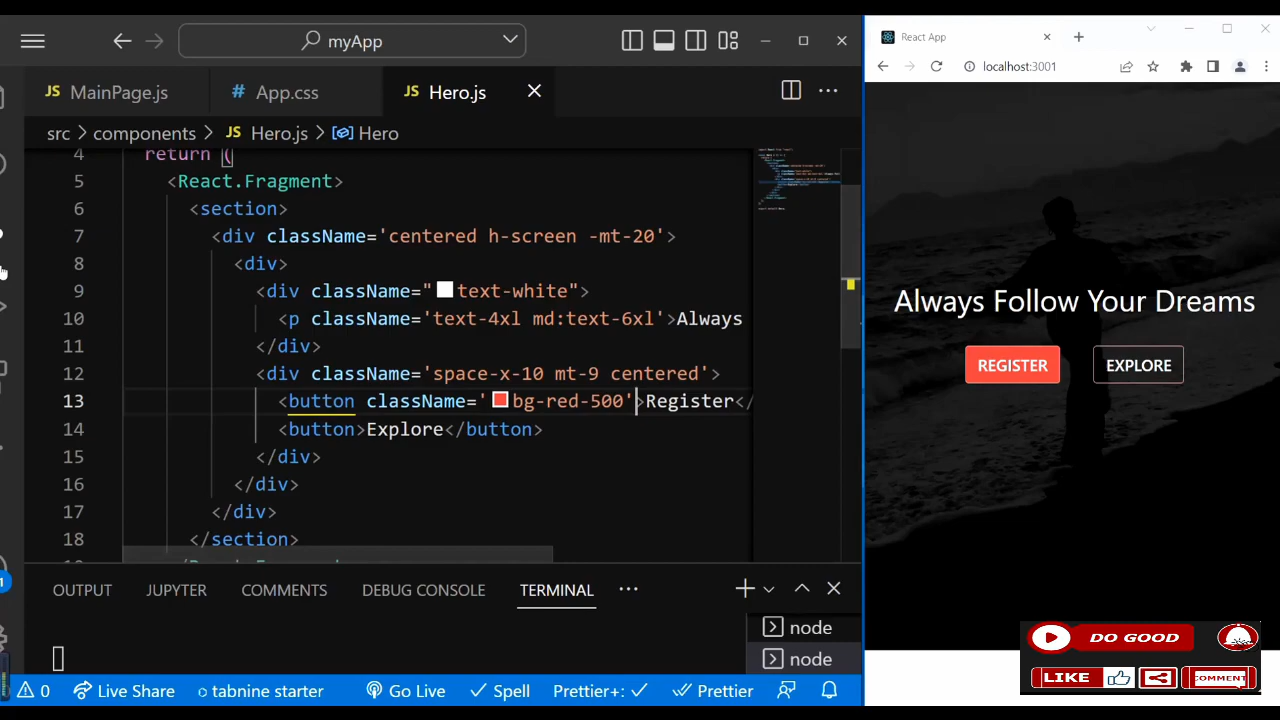 myApp
MainPage.js
App.css
Hero.js
src > components > Hero.js > Hero
4 return (
5 <React.Fragment>
6 <section>
7 <div className='centered h-screen -mt-20'>
8 <div>
9 <div className="text-white">
10 <p className='text-4xl md:text-6xl'>Always
11 </div>
12 <div className='space-x-10 mt-9 centered'>
13 <button className='bg-red-500'>Register</
14 <button>Explore</button>
15 </div>
16 </div>
17 </div>
18 </section>
OUTPUT JUPYTER COMMENTS DEBUG CONSOLE TERMINAL
node
node
0 Live Share tabnine starter Go Live Spell Prettier+: Prettier
React App
localhost:3001
Always Follow Your Dreams
REGISTER EXPLORE
DO GOOD
LIKE COMMENT